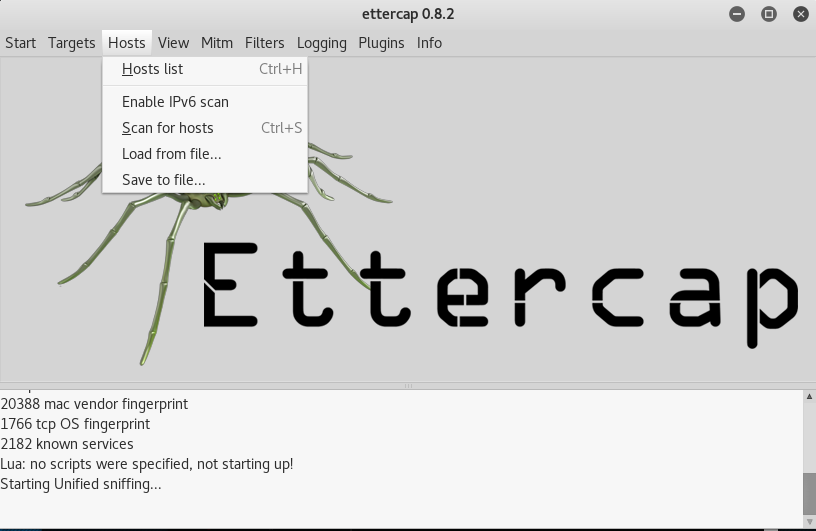 ettercap 0.8.2
Start Targets Hosts View Mitm Filters Logging Plugins Info
Hosts list Ctrl+H
Enable IPv6 scan
Scan for hosts Ctrl+S
Load from file...
Save to file...
Ettercap
20388 mac vendor fingerprint
1766 tcp OS fingerprint
2182 known services
Lua: no scripts were specified, not starting up!
Starting Unified sniffing...